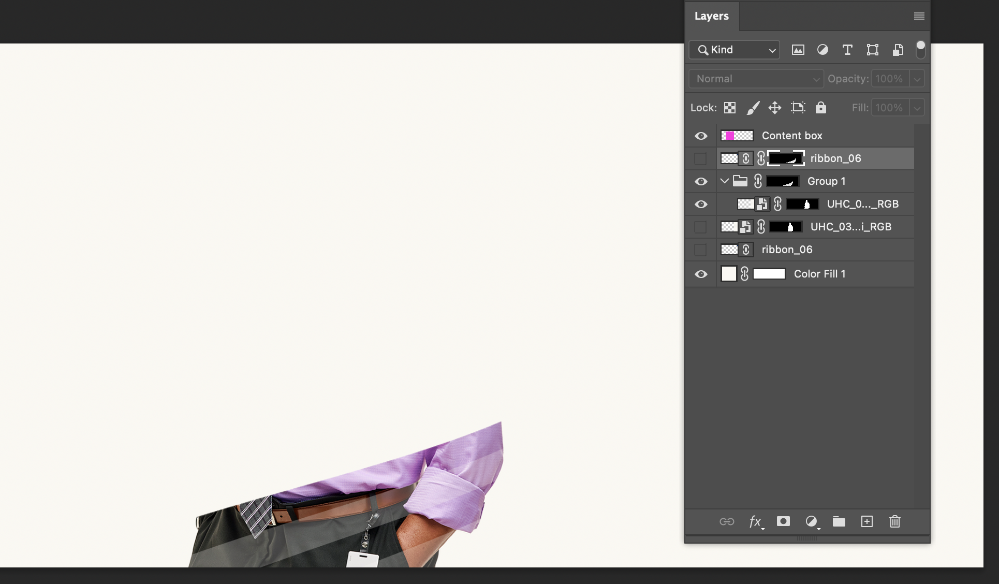 Layers
Kind
Normal
Opacity: 100%
Lock:
Fill: 100%
Content box
ribbon_06
Group 1
UHC_0..._RGB
UHC_03...i_RGB
ribbon_06
Color Fill 1
fx